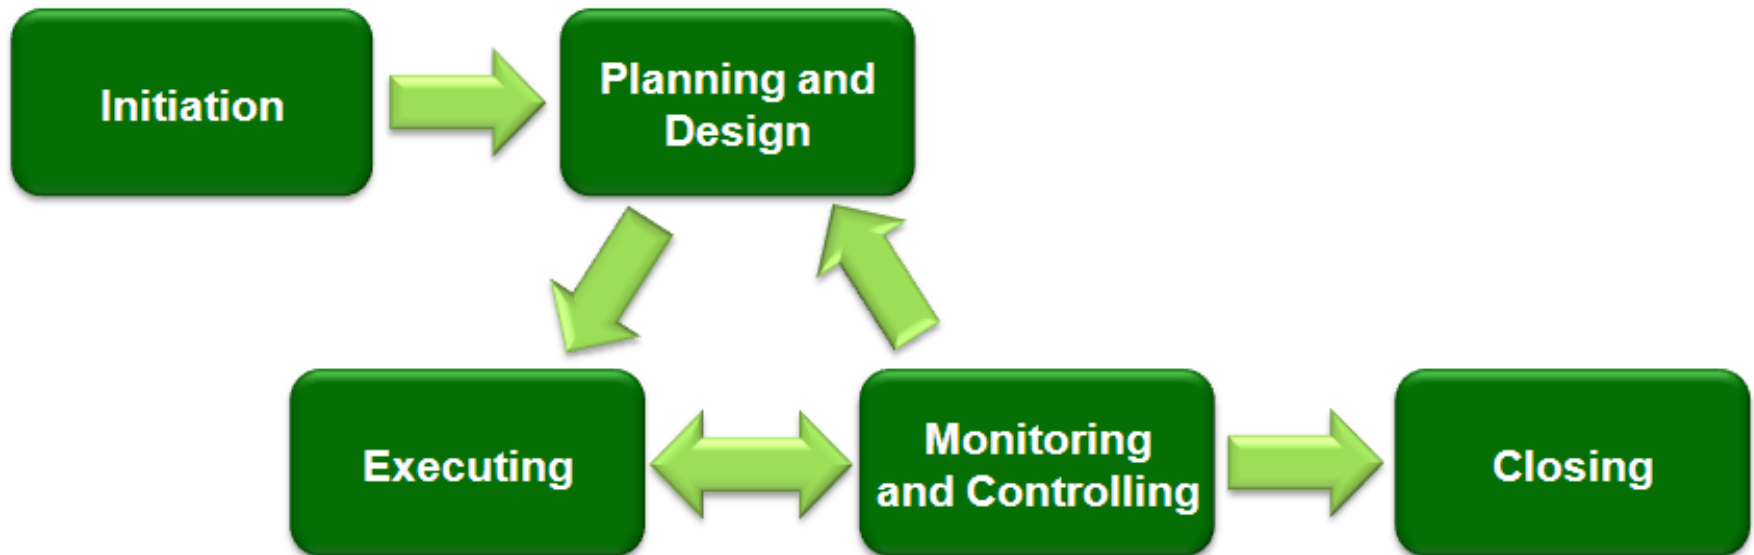 Initiation
Planning and
Design
Executing
Monitoring
and Controlling
Closing